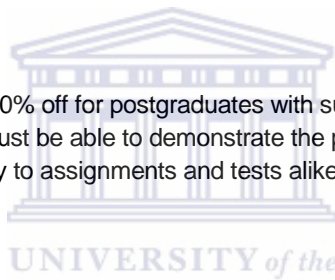 0% off for postgraduates with su
ust be able to demonstrate the p
y to assignments and tests alike
UNIVERSITY of the